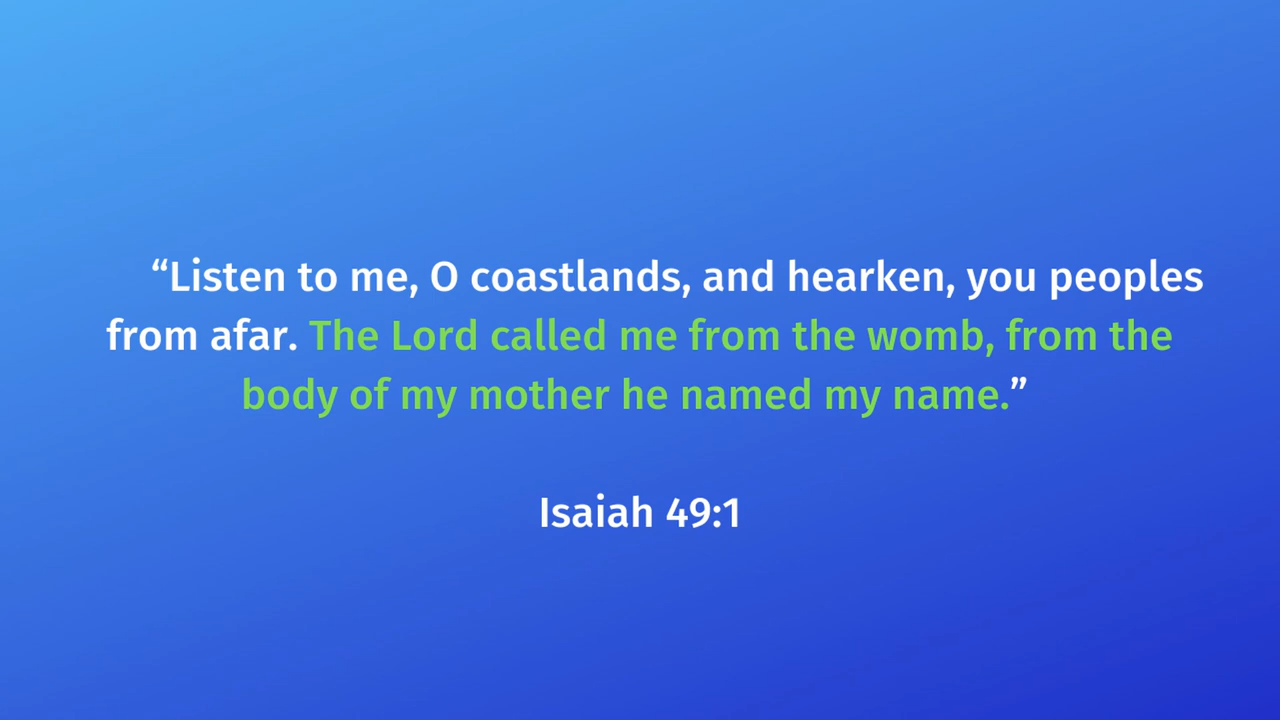 “Listen to me, O coastlands, and hearken, you peoples
from afar. The Lord called me from the womb, from the
body of my mother he named my name.”
Isaiah 49:1